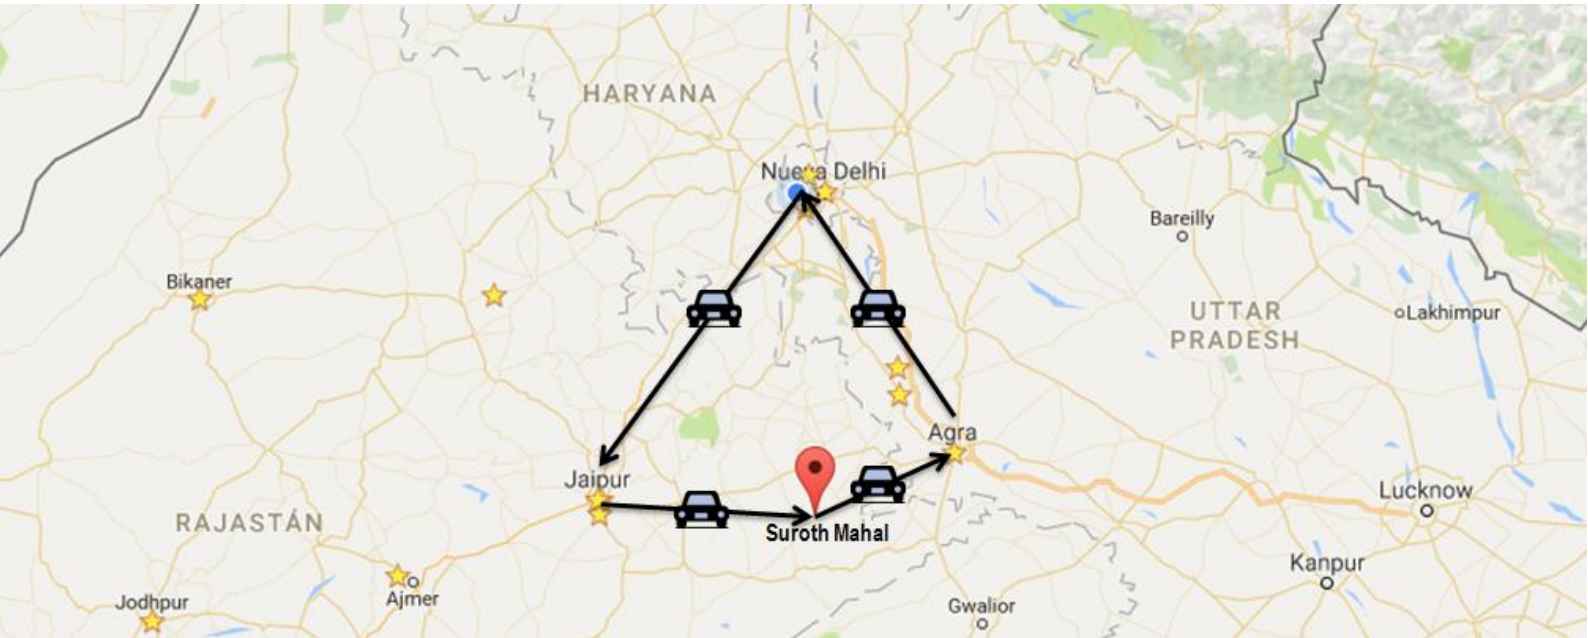 HARYANA
Nueva Delhi
Bareilly
Bikaner
UTTAR
PRADESH
Lakhimpur
Agra
Jaipur
Lucknow
RAJASTÁN
Suroth Mahal
Kanpur
Ajmer
Jodhpur
Gwalior